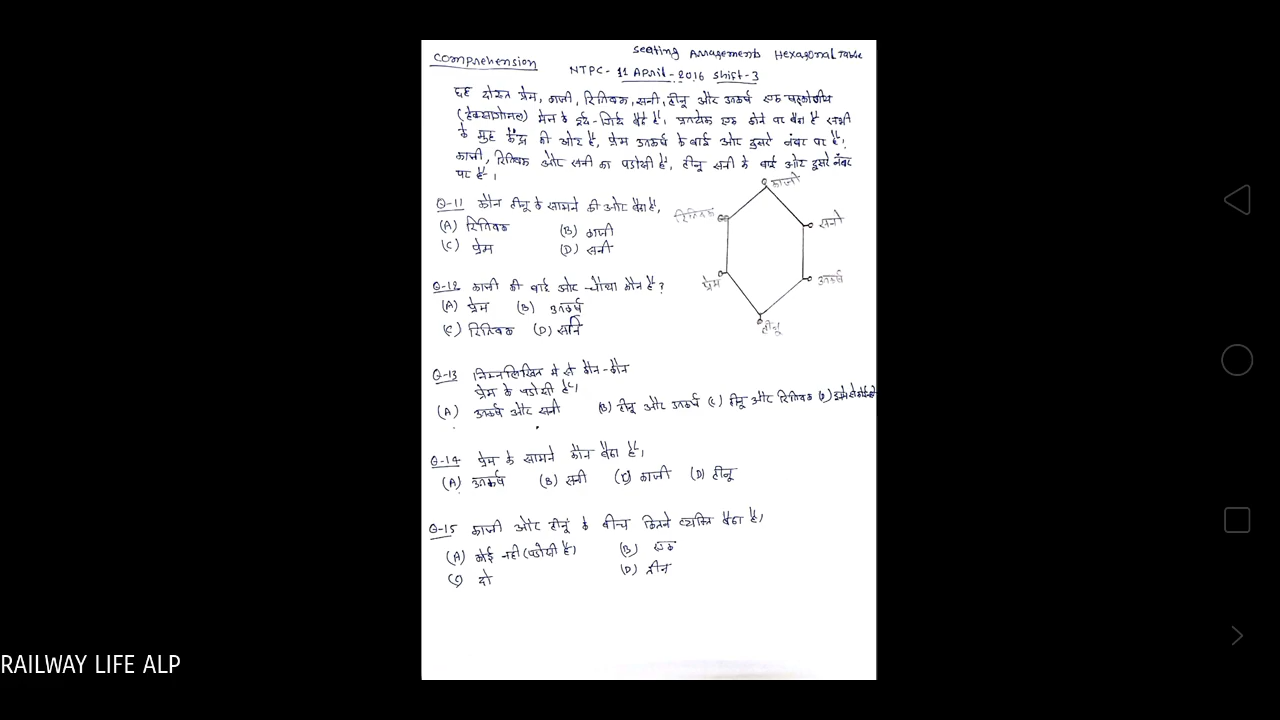 Seating Arragements Hexagonal Table
Comprehension
NTPC - 11 April - 2016 Shift-3
छह दोस्त प्रेम, काजी, रितिक, सनी, हीनू और उत्कर्ष एक षट्कोणीय
(हेक्सागोनल) मेज के इर्द-गिर्द बैठे है। प्रत्येक एक कोने पर बैठा है सभी
के मुह केंद्र की ओर है, प्रेम उत्कर्ष के बाई ओर दुसरे नंबर पर है।
काजी, रितिक और सनी का पडोसी है, हीनू सनी के बाई ओर दुसरे नंबर
पर है।
काजी
रितिक
सनी
प्रेम
उत्कर्ष
हीनू
Q-11 कौन हीनू के सामने की ओर बैठा है,
(A) रितिक (B) काजी
(C) प्रेम (D) सनी
Q-12 काजी की बाई ओर चौथा कौन है?
(A) प्रेम (B) उत्कर्ष
(C) रितिक (D) सनि
Q-13 निम्नलिखित मे से कौन-कौन
प्रेम के पडोसी है।
(A) उत्कर्ष और सनी (B) हीनू और उत्कर्ष (C) हीनू और रितिक (D)
Q-14 प्रेम के सामने कौन बैठा है।
(A) उत्कर्ष (B) सनी (C) काजी (D) हीनू
Q-15 काजी और हीनू के बीच कितने व्यक्ति बैठा है।
(A) कोई नही (पडोसी है) (B) एक
(C) दो (D) तीन
RAILWAY LIFE ALP